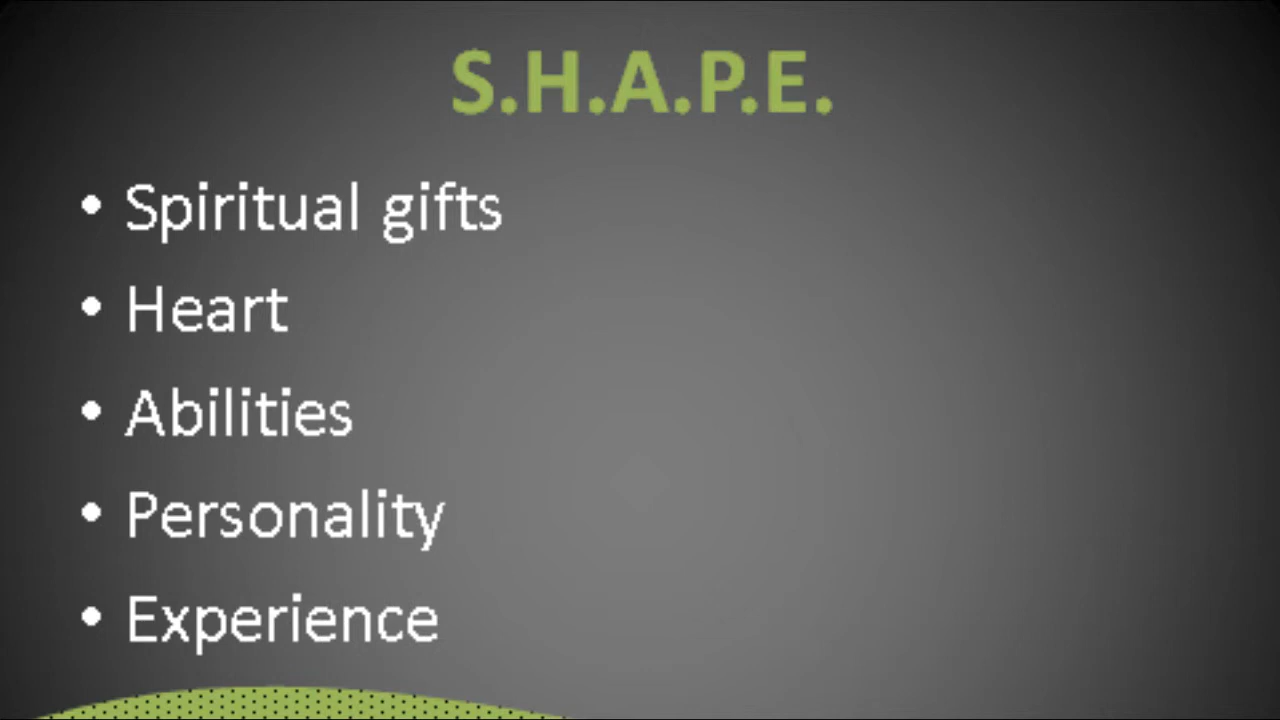 S.H.A.P.E.
• Spiritual gifts
• Heart
• Abilities
• Personality
• Experience